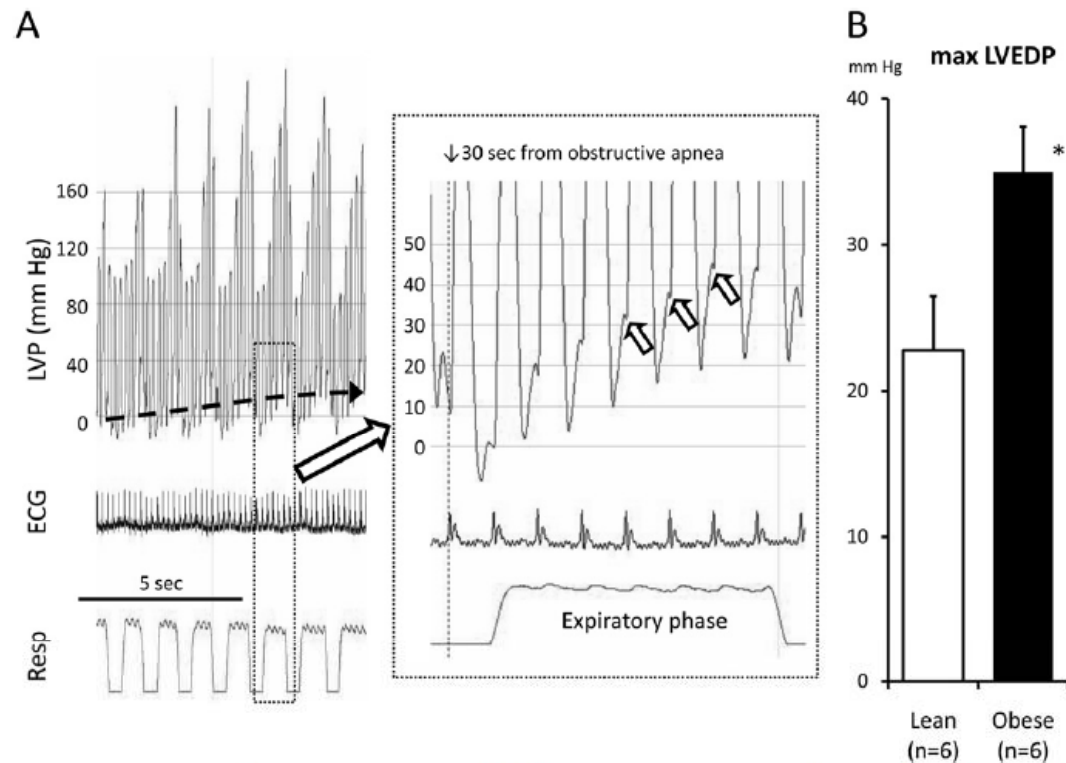 A
LVP (mm Hg)
160
120
80
40
0
ECG
5 sec
Resp
↓30 sec from obstructive apnea
50
40
30
20
10
0
Expiratory phase
B
max LVEDP
mm Hg
40
30
20
10
0
*
Lean
(n=6)
Obese
(n=6)